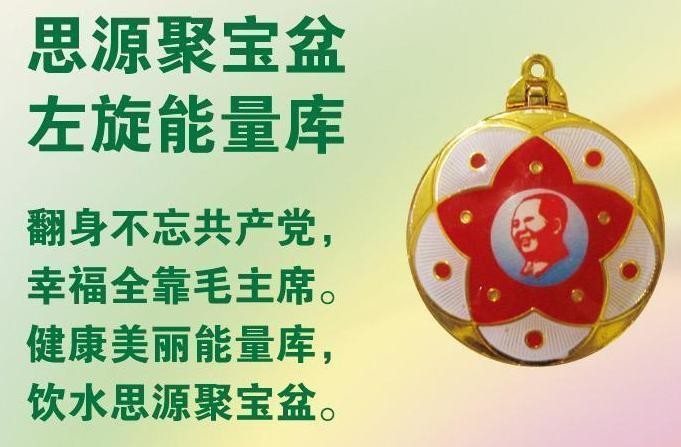 思源聚宝盆
左旋能量库
翻身不忘共产党，
幸福全靠毛主席。
健康美丽能量库，
饮水思源聚宝盆。